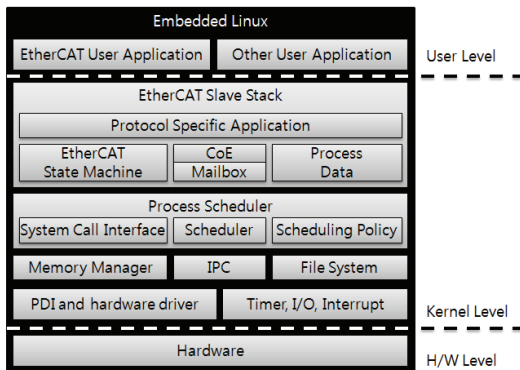 Embedded Linux
EtherCAT User Application
Other User Application
User Level
EtherCAT Slave Stack
Protocol Specific Application
EtherCAT
State Machine
CoE
Mailbox
Process
Data
Process Scheduler
System Call Interface
Scheduler
Scheduling Policy
Memory Manager
IPC
File System
PDI and hardware driver
Timer, I/O, Interrupt
Kernel Level
Hardware
H/W Level